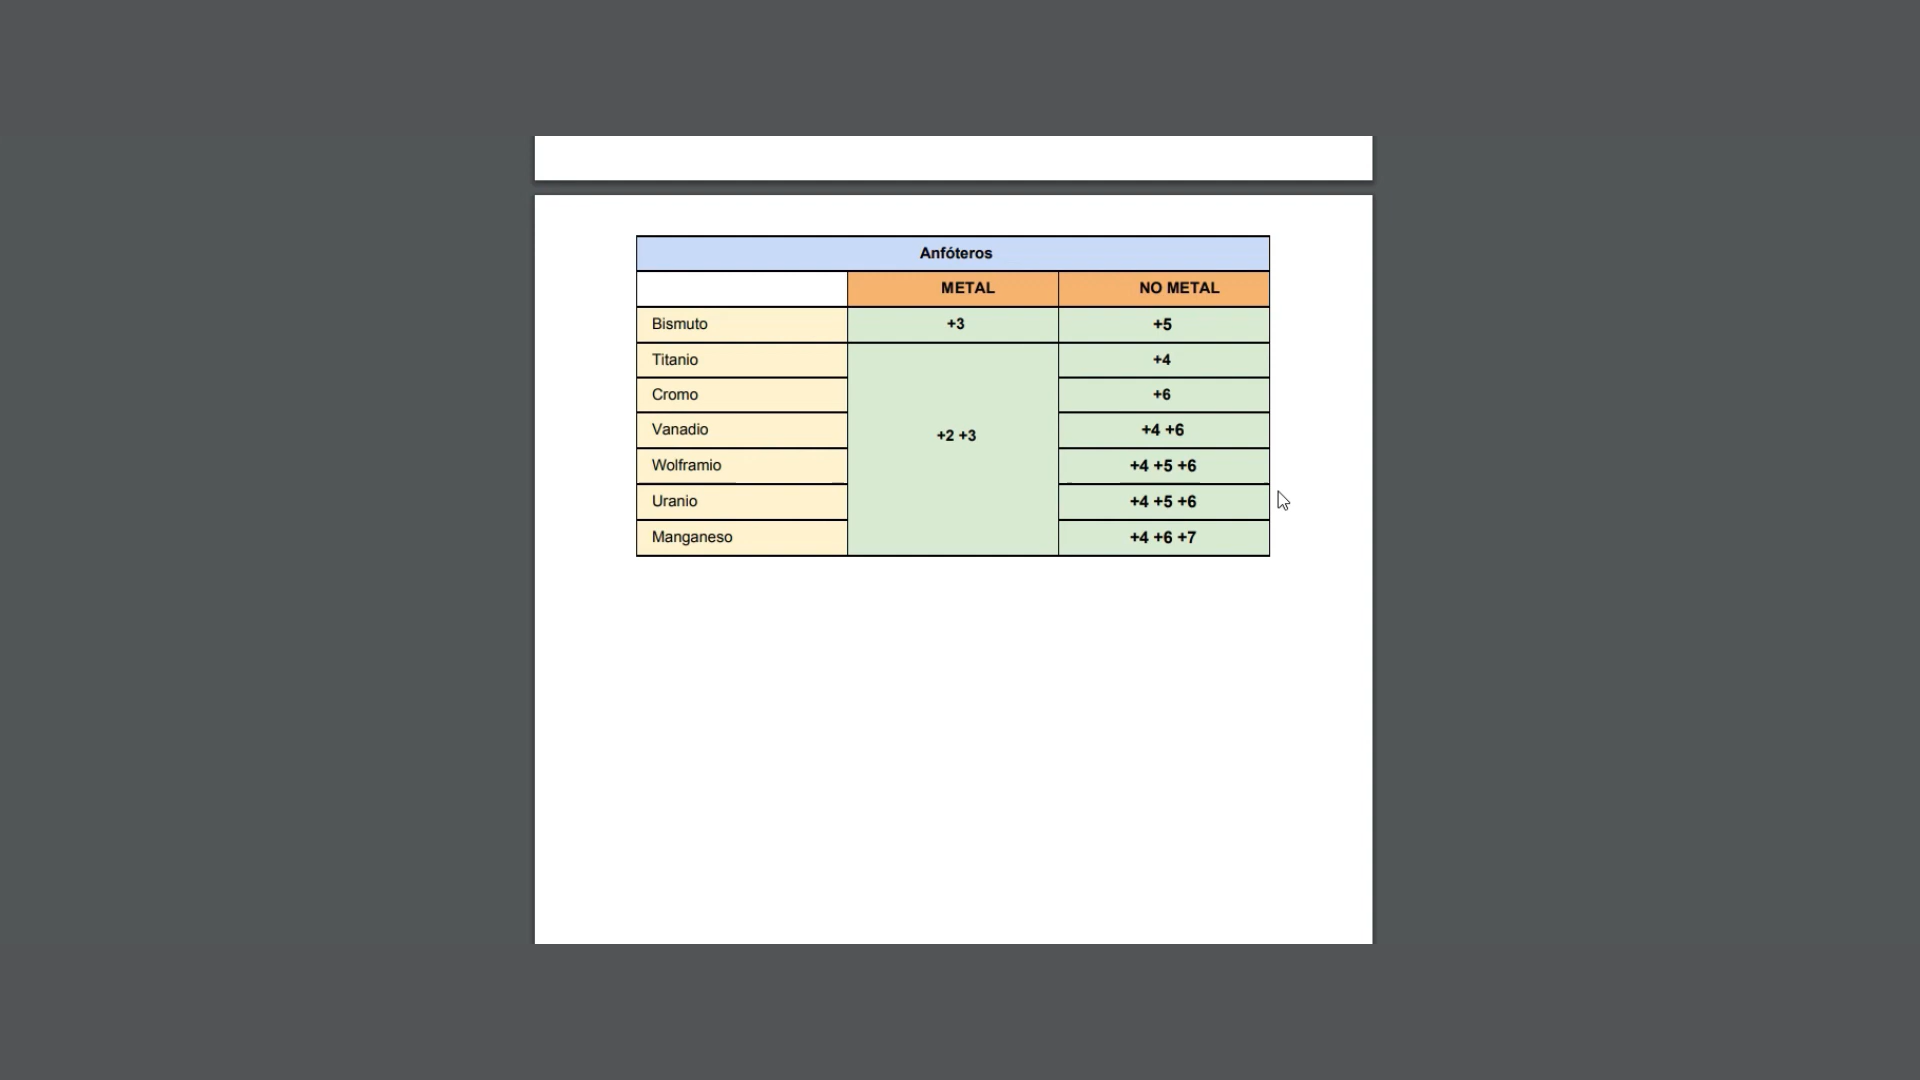 Anfóteros
METAL NO METAL
Bismuto +3 +5
Titanio +4
Cromo +6
Vanadio +4 +6
+2 +3
Wolframio +4 +5 +6
Uranio +4 +5 +6
Manganeso +4 +6 +7